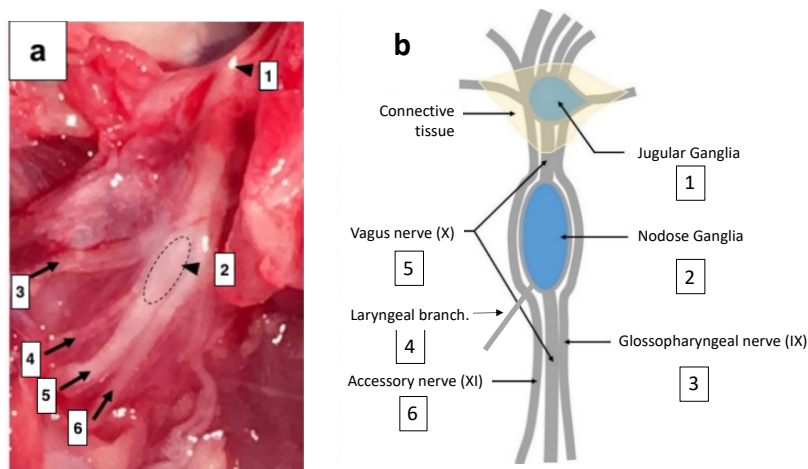 a
1
2
3
4
5
6
b
Connective
tissue
Jugular Ganglia
1
Vagus nerve (X)
5
Nodose Ganglia
2
Laryngeal branch.
4
Glossopharyngeal nerve (IX)
3
Accessory nerve (XI)
6